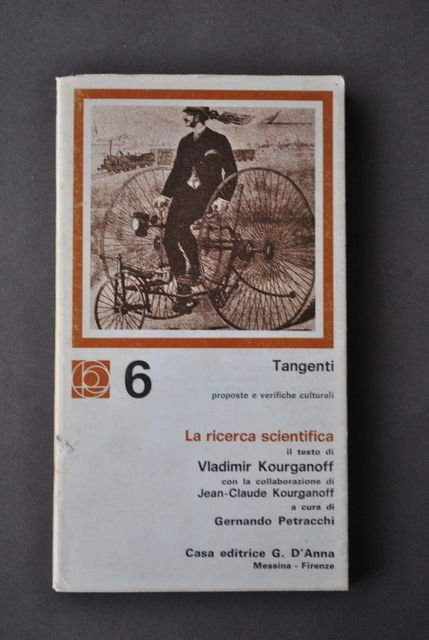 6
Tangenti
proposte e verifiche culturali
La ricerca scientifica
il testo di
Vladimir Kourganoff
con la collaborazione di
Jean-Claude Kourganoff
a cura di
Gernando Petracchi
Casa editrice G. D'Anna
Messina - Firenze